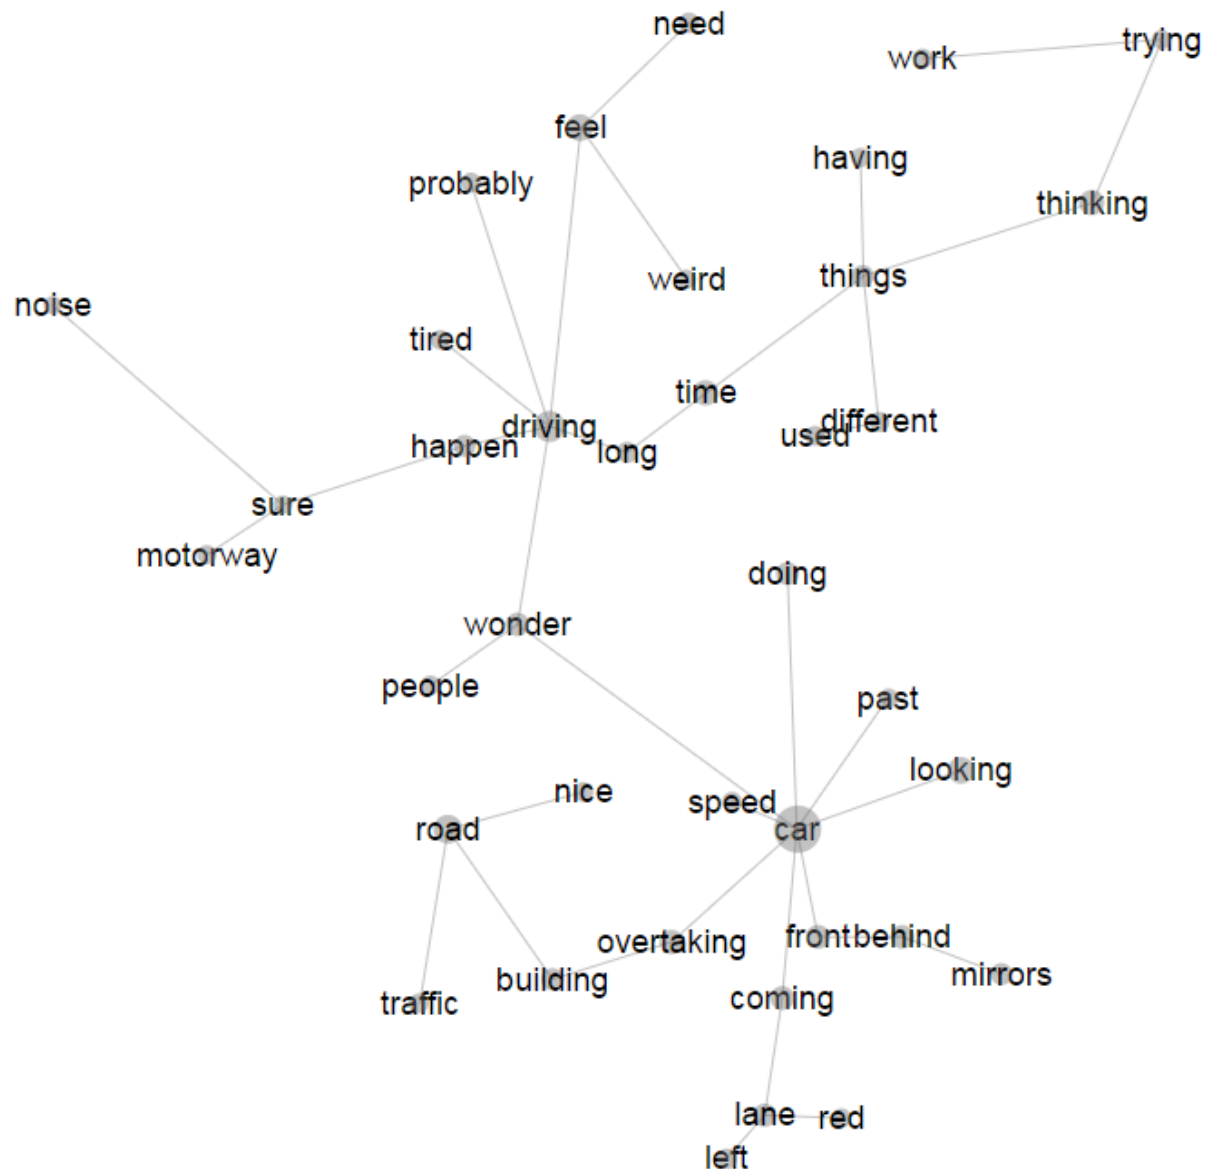 need
trying
work
feel
having
probably
thinking
things
weird
noise
tired
time
different
driving
used
happen
long
sure
motorway
doing
wonder
people
past
looking
nice
speed
road
car
front
behind
overtaking
mirrors
building
coming
traffic
lane
red
left